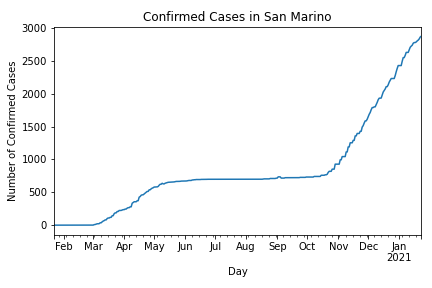 Confirmed Cases in San Marino
Number of Confirmed Cases
3000
2500
2000
1500
1000
500
0
Feb Mar Apr May Jun Jul Aug Sep Oct Nov Dec Jan
2021
Day